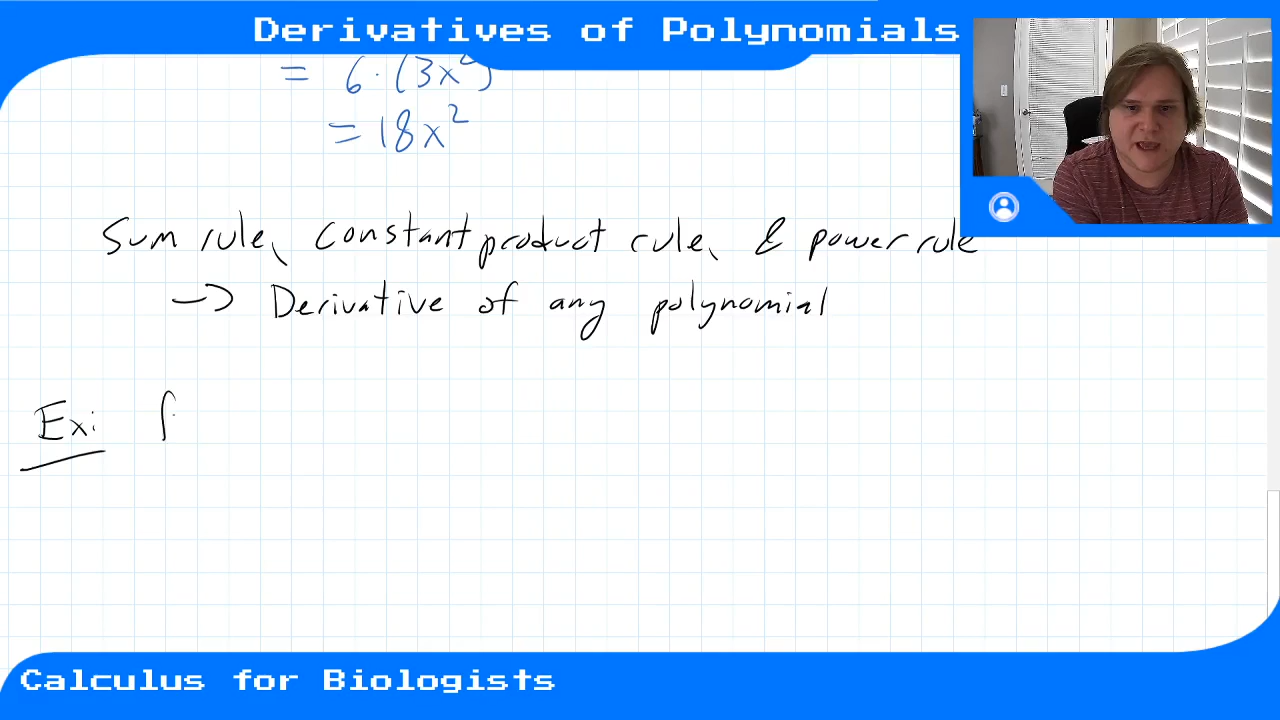 Derivatives of Polynomials
= 6·(3x²)
= 18x²
Sum rule, constant product rule, & power rule
-> Derivative of any polynomial
Ex: f
Calculus for Biologists